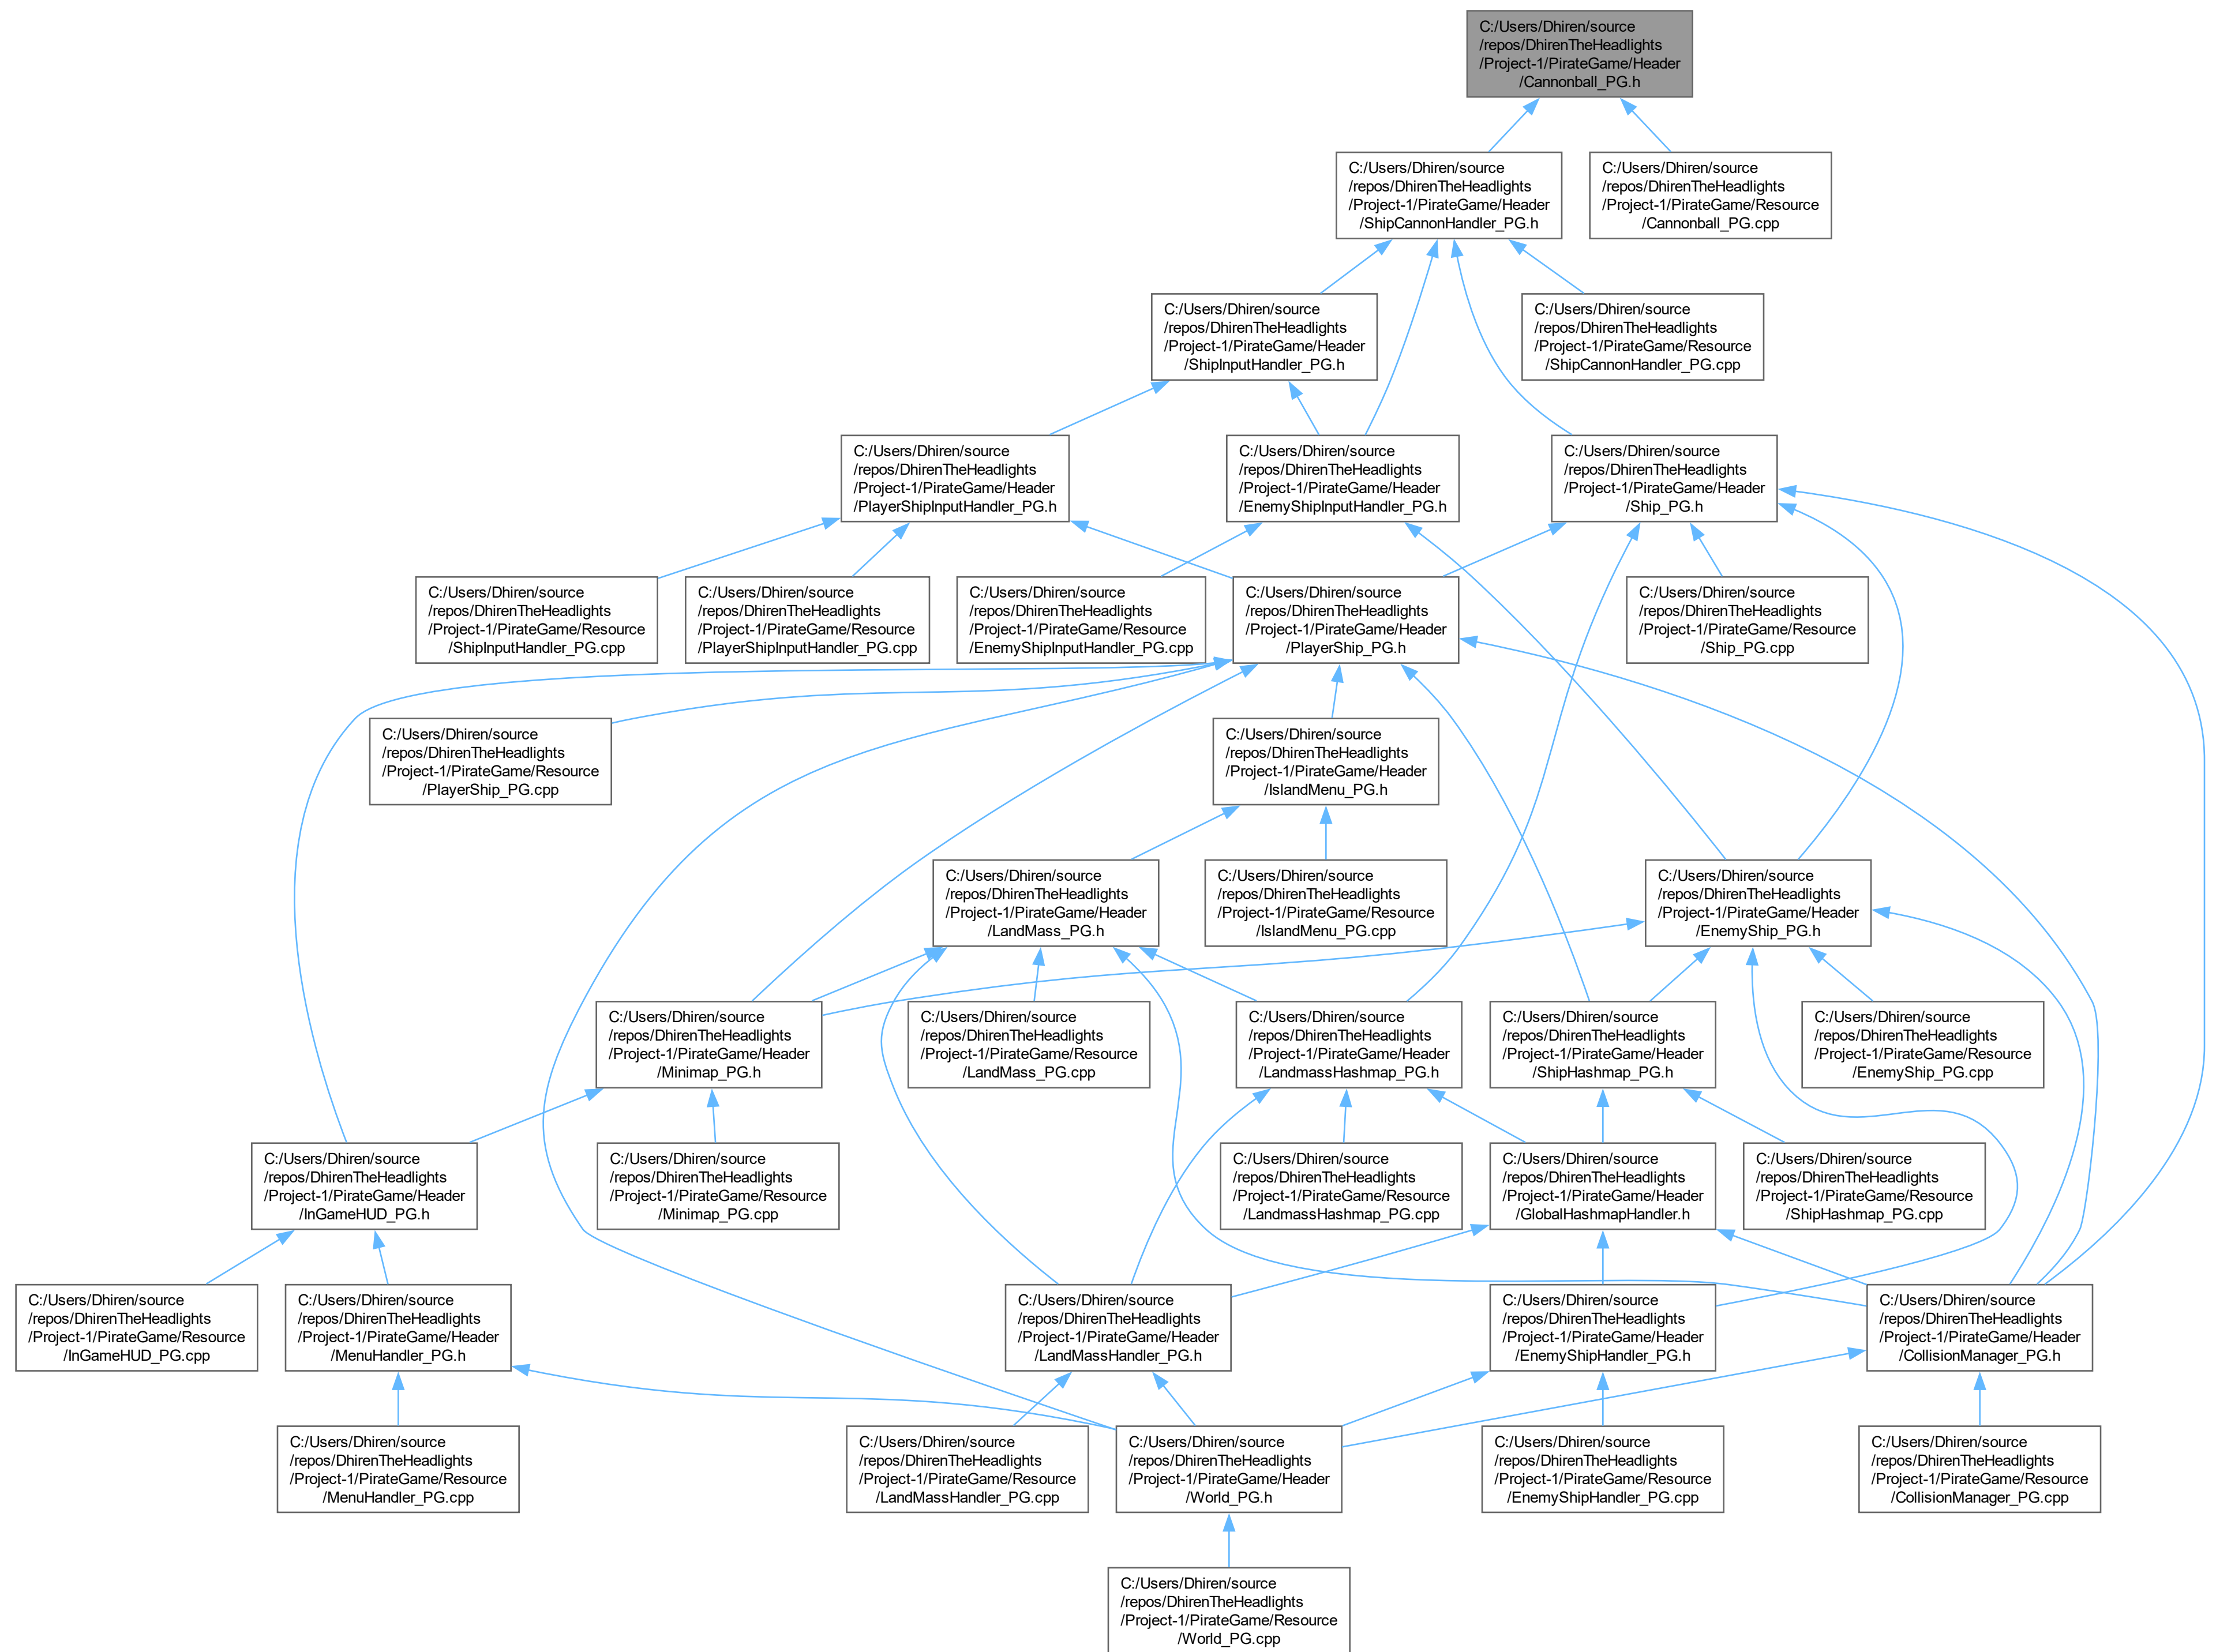 C:/Users/Dhiren/source
/repos/DhirenTheHeadlights
/Project-1/PirateGame/Header
/Cannonball_PG.h
C:/Users/Dhiren/source
/repos/DhirenTheHeadlights
/Project-1/PirateGame/Header
/ShipCannonHandler_PG.h
C:/Users/Dhiren/source
/repos/DhirenTheHeadlights
/Project-1/PirateGame/Resource
/Cannonball_PG.cpp
C:/Users/Dhiren/source
/repos/DhirenTheHeadlights
/Project-1/PirateGame/Header
/ShipInputHandler_PG.h
C:/Users/Dhiren/source
/repos/DhirenTheHeadlights
/Project-1/PirateGame/Resource
/ShipCannonHandler_PG.cpp
C:/Users/Dhiren/source
/repos/DhirenTheHeadlights
/Project-1/PirateGame/Header
/PlayerShipInputHandler_PG.h
C:/Users/Dhiren/source
/repos/DhirenTheHeadlights
/Project-1/PirateGame/Header
/EnemyShipInputHandler_PG.h
C:/Users/Dhiren/source
/repos/DhirenTheHeadlights
/Project-1/PirateGame/Header
/Ship_PG.h
C:/Users/Dhiren/source
/repos/DhirenTheHeadlights
/Project-1/PirateGame/Resource
/ShipInputHandler_PG.cpp
C:/Users/Dhiren/source
/repos/DhirenTheHeadlights
/Project-1/PirateGame/Resource
/PlayerShipInputHandler_PG.cpp
C:/Users/Dhiren/source
/repos/DhirenTheHeadlights
/Project-1/PirateGame/Resource
/EnemyShipInputHandler_PG.cpp
C:/Users/Dhiren/source
/repos/DhirenTheHeadlights
/Project-1/PirateGame/Header
/PlayerShip_PG.h
C:/Users/Dhiren/source
/repos/DhirenTheHeadlights
/Project-1/PirateGame/Resource
/Ship_PG.cpp
C:/Users/Dhiren/source
/repos/DhirenTheHeadlights
/Project-1/PirateGame/Resource
/PlayerShip_PG.cpp
C:/Users/Dhiren/source
/repos/DhirenTheHeadlights
/Project-1/PirateGame/Header
/IslandMenu_PG.h
C:/Users/Dhiren/source
/repos/DhirenTheHeadlights
/Project-1/PirateGame/Header
/LandMass_PG.h
C:/Users/Dhiren/source
/repos/DhirenTheHeadlights
/Project-1/PirateGame/Resource
/IslandMenu_PG.cpp
C:/Users/Dhiren/source
/repos/DhirenTheHeadlights
/Project-1/PirateGame/Header
/EnemyShip_PG.h
C:/Users/Dhiren/source
/repos/DhirenTheHeadlights
/Project-1/PirateGame/Header
/Minimap_PG.h
C:/Users/Dhiren/source
/repos/DhirenTheHeadlights
/Project-1/PirateGame/Resource
/LandMass_PG.cpp
C:/Users/Dhiren/source
/repos/DhirenTheHeadlights
/Project-1/PirateGame/Header
/LandmassHashmap_PG.h
C:/Users/Dhiren/source
/repos/DhirenTheHeadlights
/Project-1/PirateGame/Header
/ShipHashmap_PG.h
C:/Users/Dhiren/source
/repos/DhirenTheHeadlights
/Project-1/PirateGame/Resource
/EnemyShip_PG.cpp
C:/Users/Dhiren/source
/repos/DhirenTheHeadlights
/Project-1/PirateGame/Header
/InGameHUD_PG.h
C:/Users/Dhiren/source
/repos/DhirenTheHeadlights
/Project-1/PirateGame/Resource
/Minimap_PG.cpp
C:/Users/Dhiren/source
/repos/DhirenTheHeadlights
/Project-1/PirateGame/Resource
/LandmassHashmap_PG.cpp
C:/Users/Dhiren/source
/repos/DhirenTheHeadlights
/Project-1/PirateGame/Header
/GlobalHashmapHandler.h
C:/Users/Dhiren/source
/repos/DhirenTheHeadlights
/Project-1/PirateGame/Resource
/ShipHashmap_PG.cpp
C:/Users/Dhiren/source
/repos/DhirenTheHeadlights
/Project-1/PirateGame/Resource
/InGameHUD_PG.cpp
C:/Users/Dhiren/source
/repos/DhirenTheHeadlights
/Project-1/PirateGame/Header
/MenuHandler_PG.h
C:/Users/Dhiren/source
/repos/DhirenTheHeadlights
/Project-1/PirateGame/Header
/LandMassHandler_PG.h
C:/Users/Dhiren/source
/repos/DhirenTheHeadlights
/Project-1/PirateGame/Header
/EnemyShipHandler_PG.h
C:/Users/Dhiren/source
/repos/DhirenTheHeadlights
/Project-1/PirateGame/Header
/CollisionManager_PG.h
C:/Users/Dhiren/source
/repos/DhirenTheHeadlights
/Project-1/PirateGame/Resource
/MenuHandler_PG.cpp
C:/Users/Dhiren/source
/repos/DhirenTheHeadlights
/Project-1/PirateGame/Resource
/LandMassHandler_PG.cpp
C:/Users/Dhiren/source
/repos/DhirenTheHeadlights
/Project-1/PirateGame/Header
/World_PG.h
C:/Users/Dhiren/source
/repos/DhirenTheHeadlights
/Project-1/PirateGame/Resource
/EnemyShipHandler_PG.cpp
C:/Users/Dhiren/source
/repos/DhirenTheHeadlights
/Project-1/PirateGame/Resource
/CollisionManager_PG.cpp
C:/Users/Dhiren/source
/repos/DhirenTheHeadlights
/Project-1/PirateGame/Resource
/World_PG.cpp